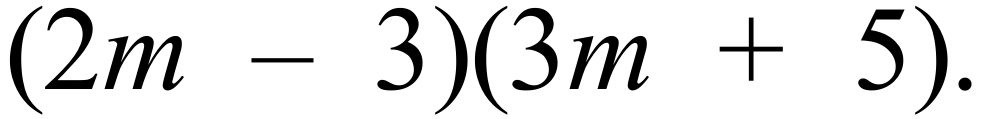 (2m − 3)(3m + 5).